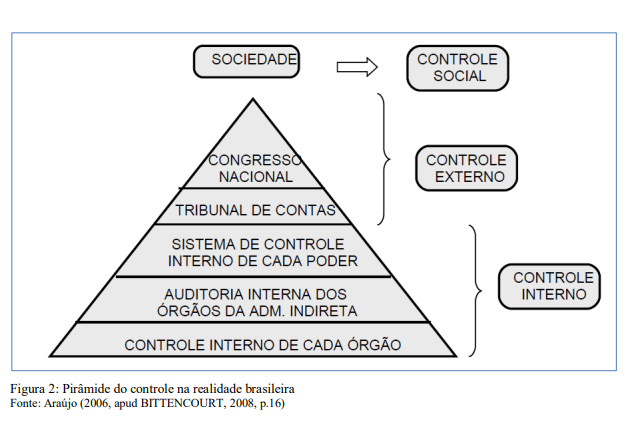 SOCIEDADE
CONTROLE
SOCIAL
CONGRESSO
NACIONAL
CONTROLE
EXTERNO
TRIBUNAL DE CONTAS
SISTEMA DE CONTROLE
INTERNO DE CADA PODER
CONTROLE
INTERNO
AUDITORIA INTERNA DOS
ÓRGÃOS DA ADM. INDIRETA
CONTROLE INTERNO DE CADA ÓRGÃO
Figura 2: Pirâmide do controle na realidade brasileira
Fonte: Araújo (2006, apud BITTENCOURT, 2008, p.16)